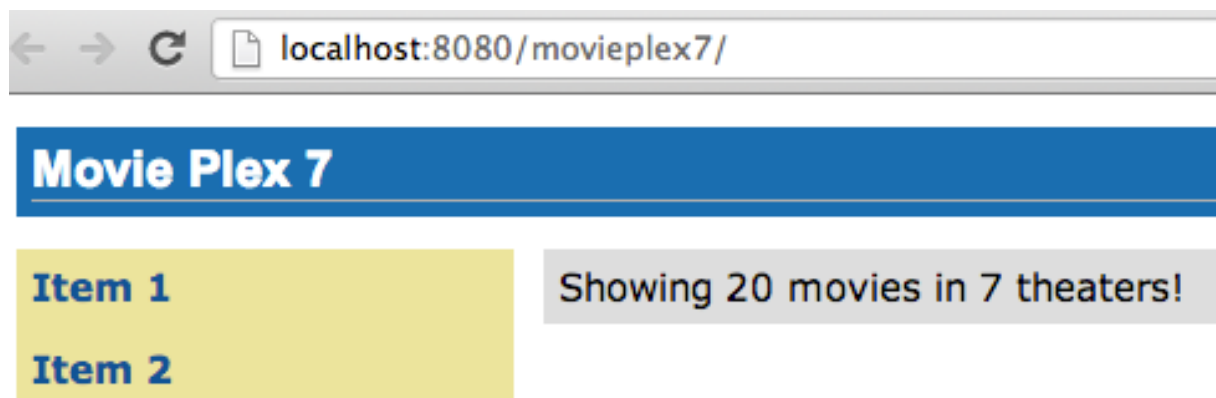 localhost:8080/movieplex7/
Movie Plex 7
Item 1
Showing 20 movies in 7 theaters!
Item 2